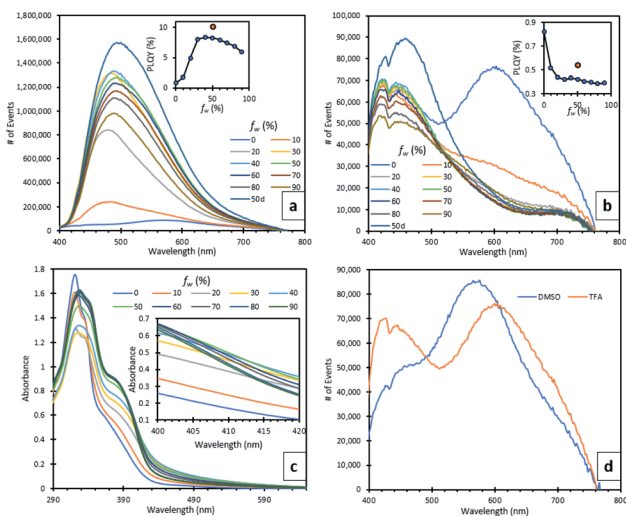 1,800,000
1,600,000
1,400,000
1,200,000
1,000,000
800,000
600,000
400,000
200,000
0
# of Events
400 500 600 700 800
Wavelength (nm)
PLQY (%)
10
5
0
0 50 100
fw (%)
fw (%)
0 10
20 30
40 50
60 70
80 90
50d
a
100,000
90,000
80,000
70,000
60,000
50,000
40,000
30,000
20,000
10,000
0
# of Events
400 500 600 700 800
Wavelength (nm)
PLQY (%)
0.9
0.7
0.5
0.3
0 50 100
fw (%)
fw (%)
0 10
20 30
40 50
60 70
80 90
50d
b
1.8
1.6
1.4
1.2
1
0.8
0.6
0.4
0.2
0
Absorbance
290 390 490 590
Wavelength (nm)
fw (%)
0 10 20 30 40
50 60 70 80 90
0.7
0.6
0.5
0.4
0.3
0.2
0.1
Absorbance
400 405 410 415 420
Wavelength (nm)
c
90,000
80,000
70,000
60,000
50,000
40,000
30,000
20,000
10,000
0
# of Events
400 500 600 700 800
Wavelength (nm)
DMSO TFA
d